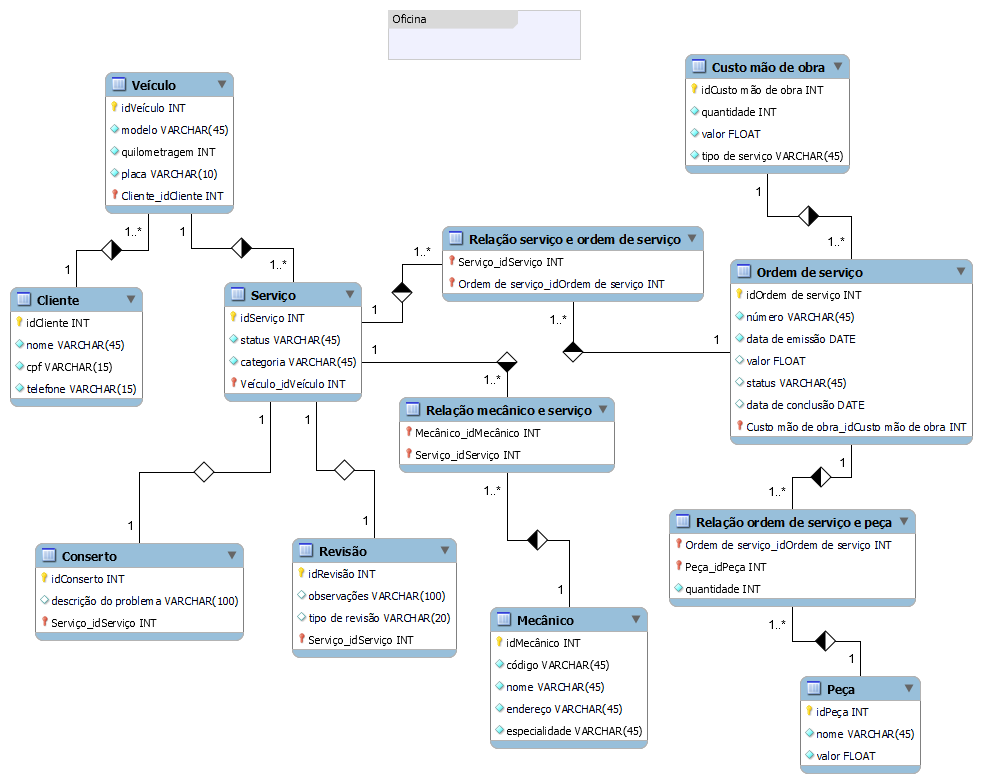 Oficina
Veículo
idVeículo INT
modelo VARCHAR(45)
quilometragem INT
placa VARCHAR(10)
Cliente_idCliente INT
1..*
1
1
1..*
Cliente
idCliente INT
nome VARCHAR(45)
cpf VARCHAR(15)
telefone VARCHAR(15)
Serviço
idServiço INT
status VARCHAR(45)
categoria VARCHAR(45)
Veículo_idVeículo INT
1..*
1
Relação serviço e ordem de serviço
Serviço_idServiço INT
Ordem de serviço_idOrdem de serviço INT
1..*
1
Custo mão de obra
idCusto mão de obra INT
quantidade INT
valor FLOAT
tipo de serviço VARCHAR(45)
1
1..*
Ordem de serviço
idOrdem de serviço INT
número VARCHAR(45)
data de emissão DATE
valor FLOAT
status VARCHAR(45)
data de conclusão DATE
Custo mão de obra_idCusto mão de obra INT
1
1..*
1
1..*
Relação mecânico e serviço
Mecânico_idMecânico INT
Serviço_idServiço INT
1..*
1
1
1
1
1
Conserto
idConserto INT
descrição do problema VARCHAR(100)
Serviço_idServiço INT
Revisão
idRevisão INT
observações VARCHAR(100)
tipo de revisão VARCHAR(20)
Serviço_idServiço INT
Mecânico
idMecânico INT
código VARCHAR(45)
nome VARCHAR(45)
endereço VARCHAR(45)
especialidade VARCHAR(45)
Relação ordem de serviço e peça
Ordem de serviço_idOrdem de serviço INT
Peça_idPeça INT
quantidade INT
1..*
1
Peça
idPeça INT
nome VARCHAR(45)
valor FLOAT